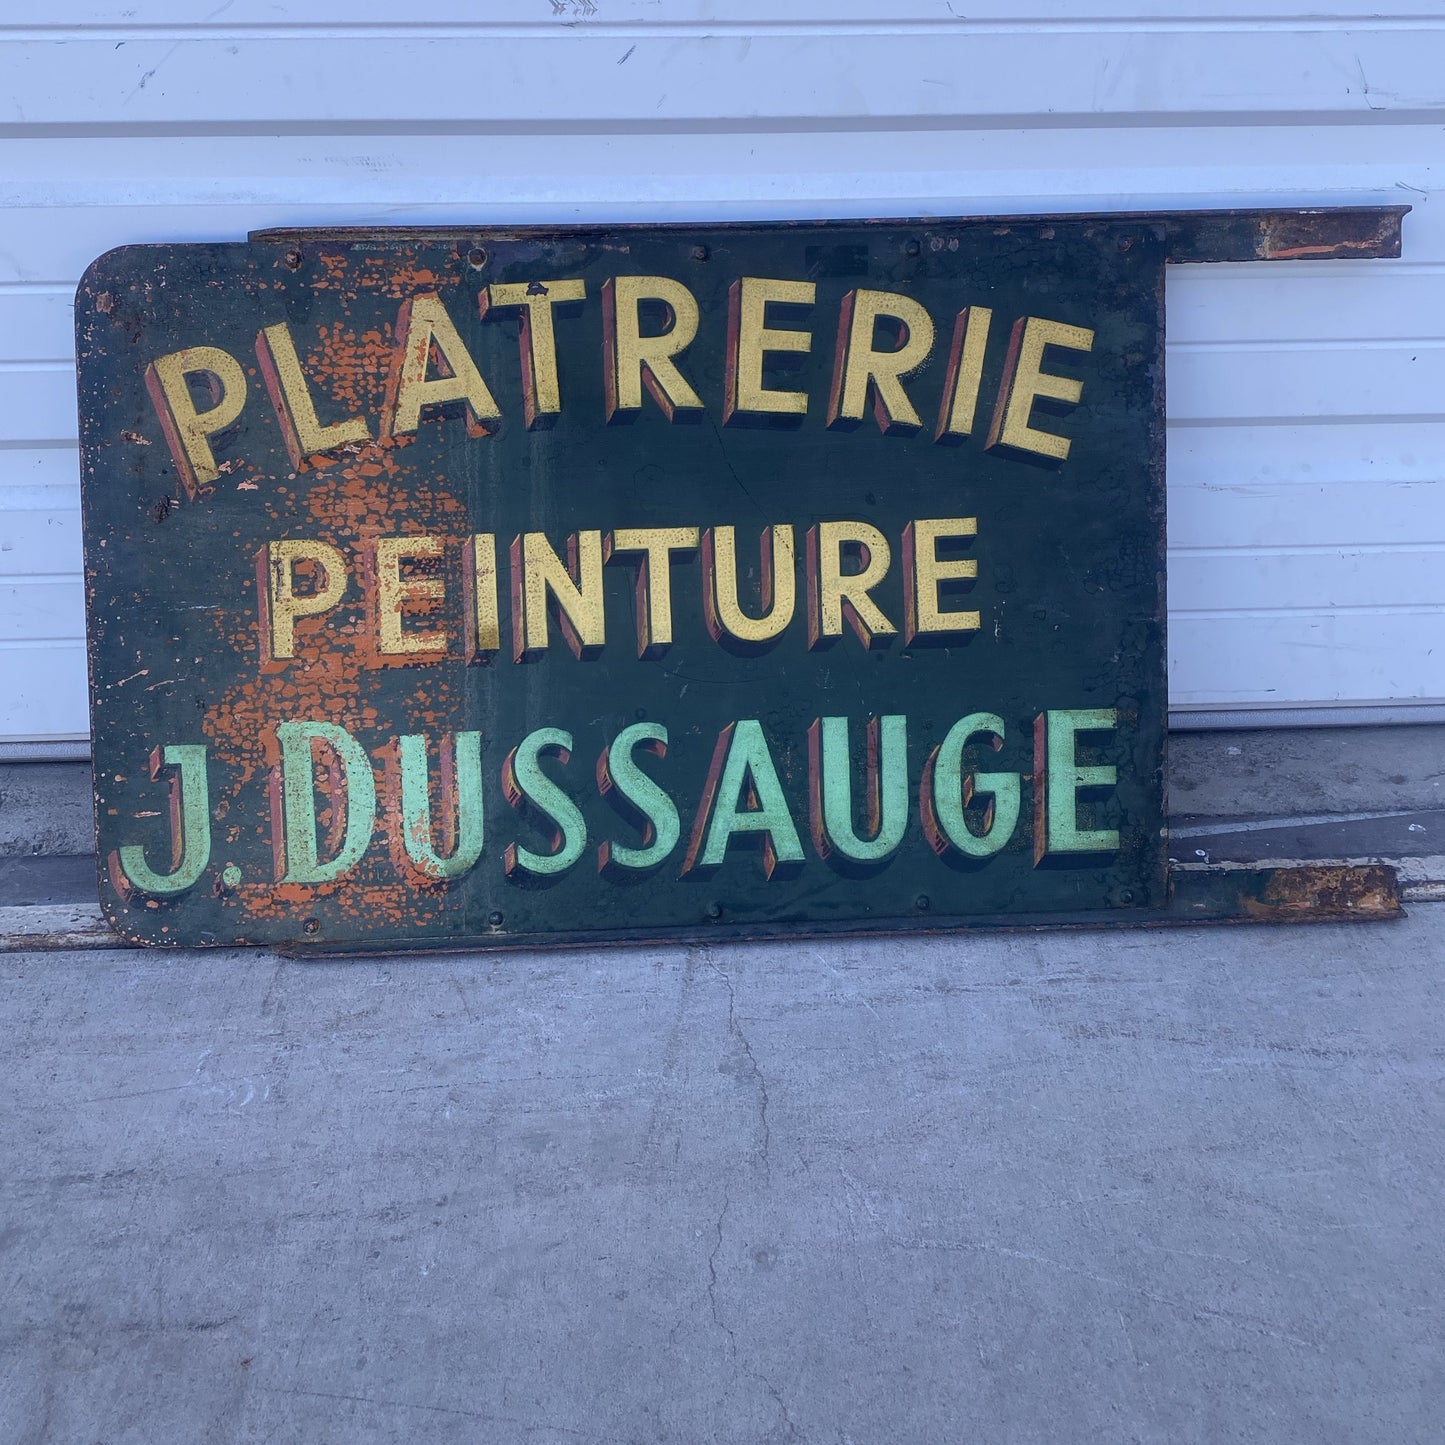 PLATRERIE
PEINTURE
J. DUSSAUGE